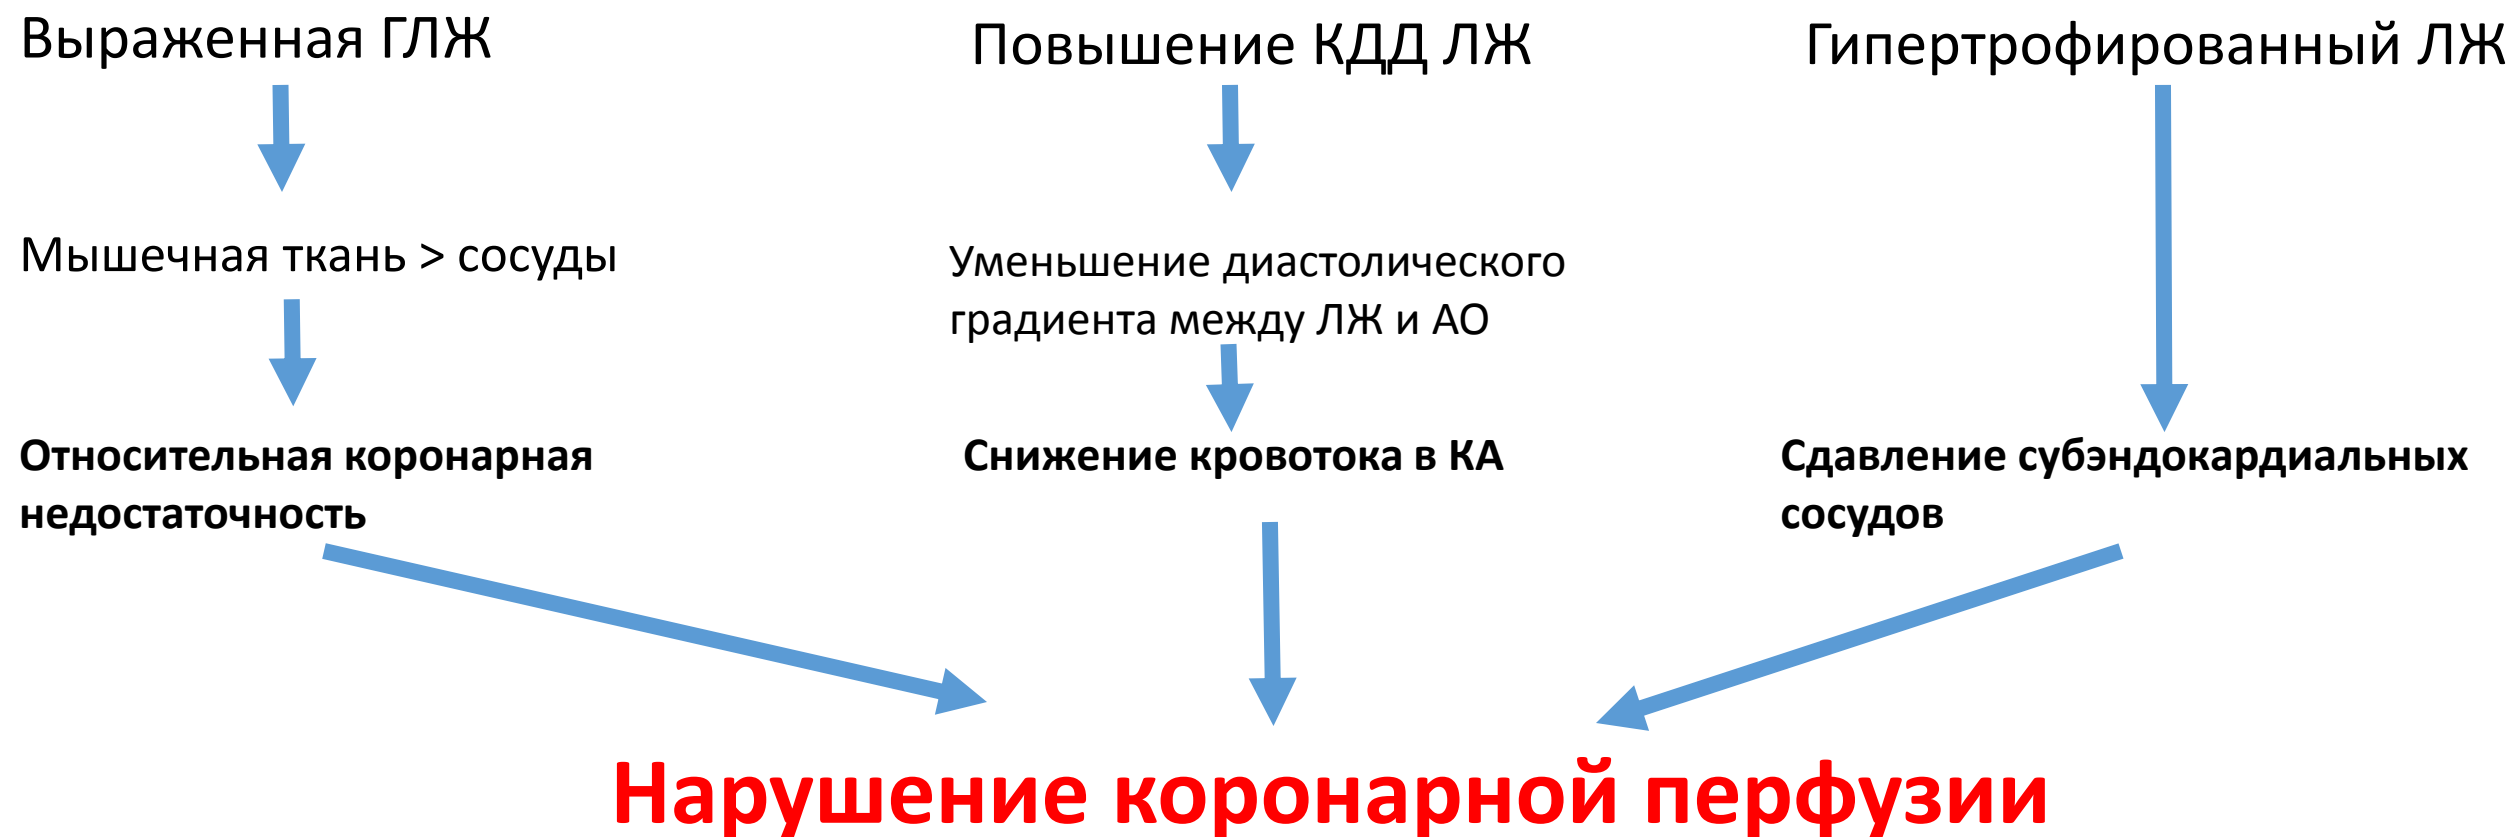 Выраженная ГЛЖ
Повышение КДД ЛЖ
Гипертрофированный ЛЖ
Мышечная ткань > сосуды
Уменьшение диастолического
градиента между ЛЖ и АО
Относительная коронарная
недостаточность
Снижение кровотока в КА
Сдавление субэндокардиальных
сосудов
Нарушение коронарной перфузии